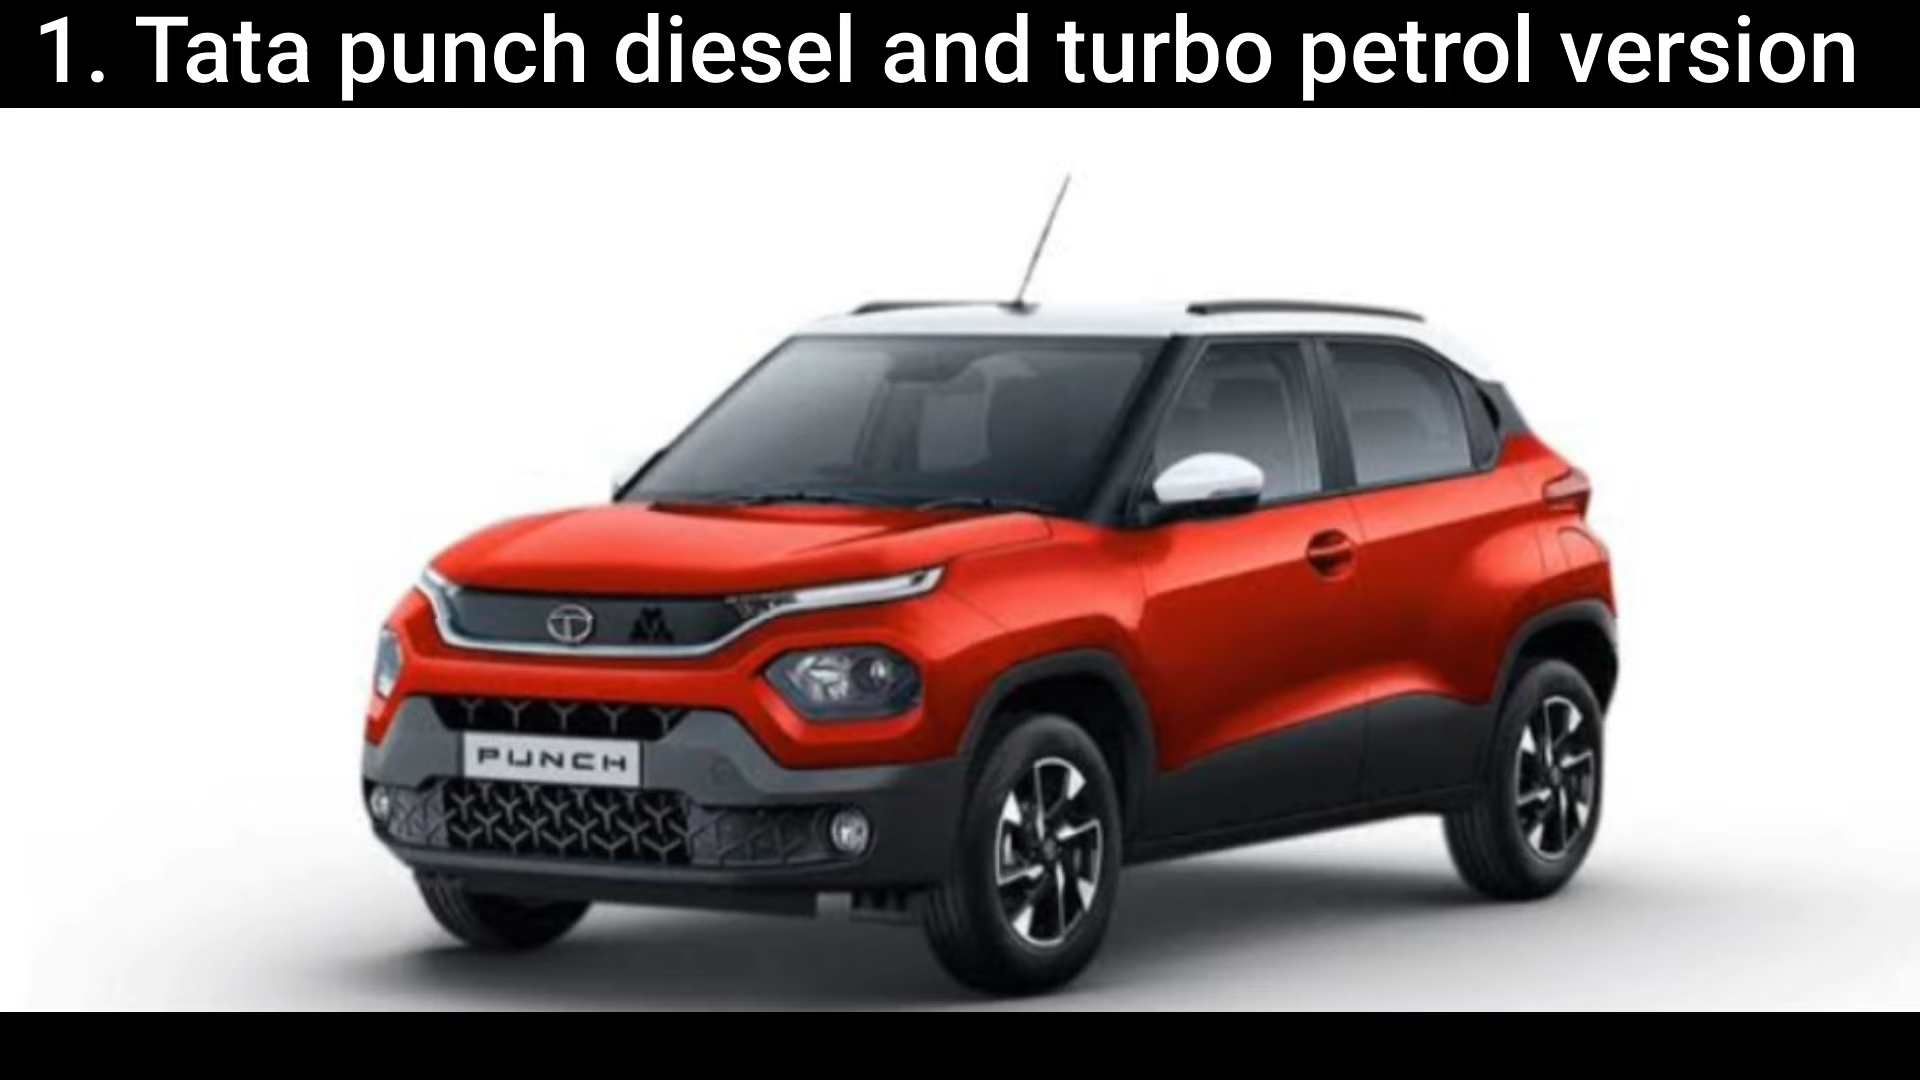 1. Tata punch diesel and turbo petrol version
PUNCH